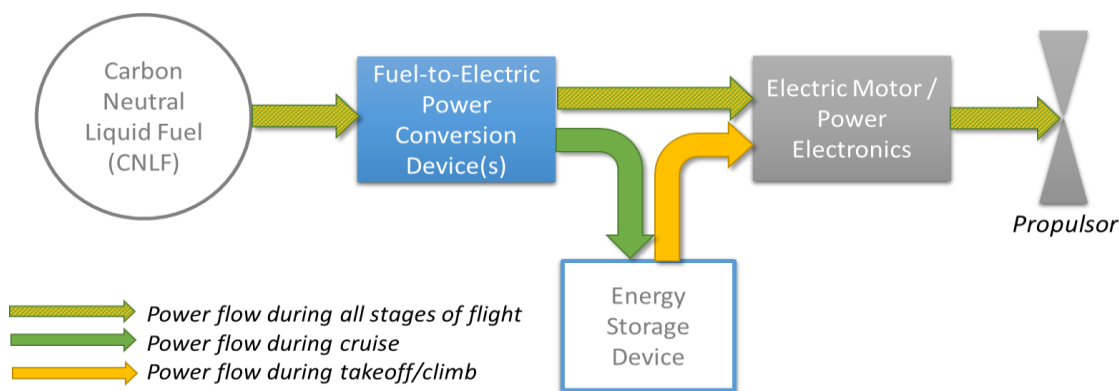 Carbon
Neutral
Liquid Fuel
(CNLF)
Fuel-to-Electric
Power
Conversion
Device(s)
Electric Motor /
Power
Electronics
Propulsor
Energy
Storage
Device
Power flow during all stages of flight
Power flow during cruise
Power flow during takeoff/climb